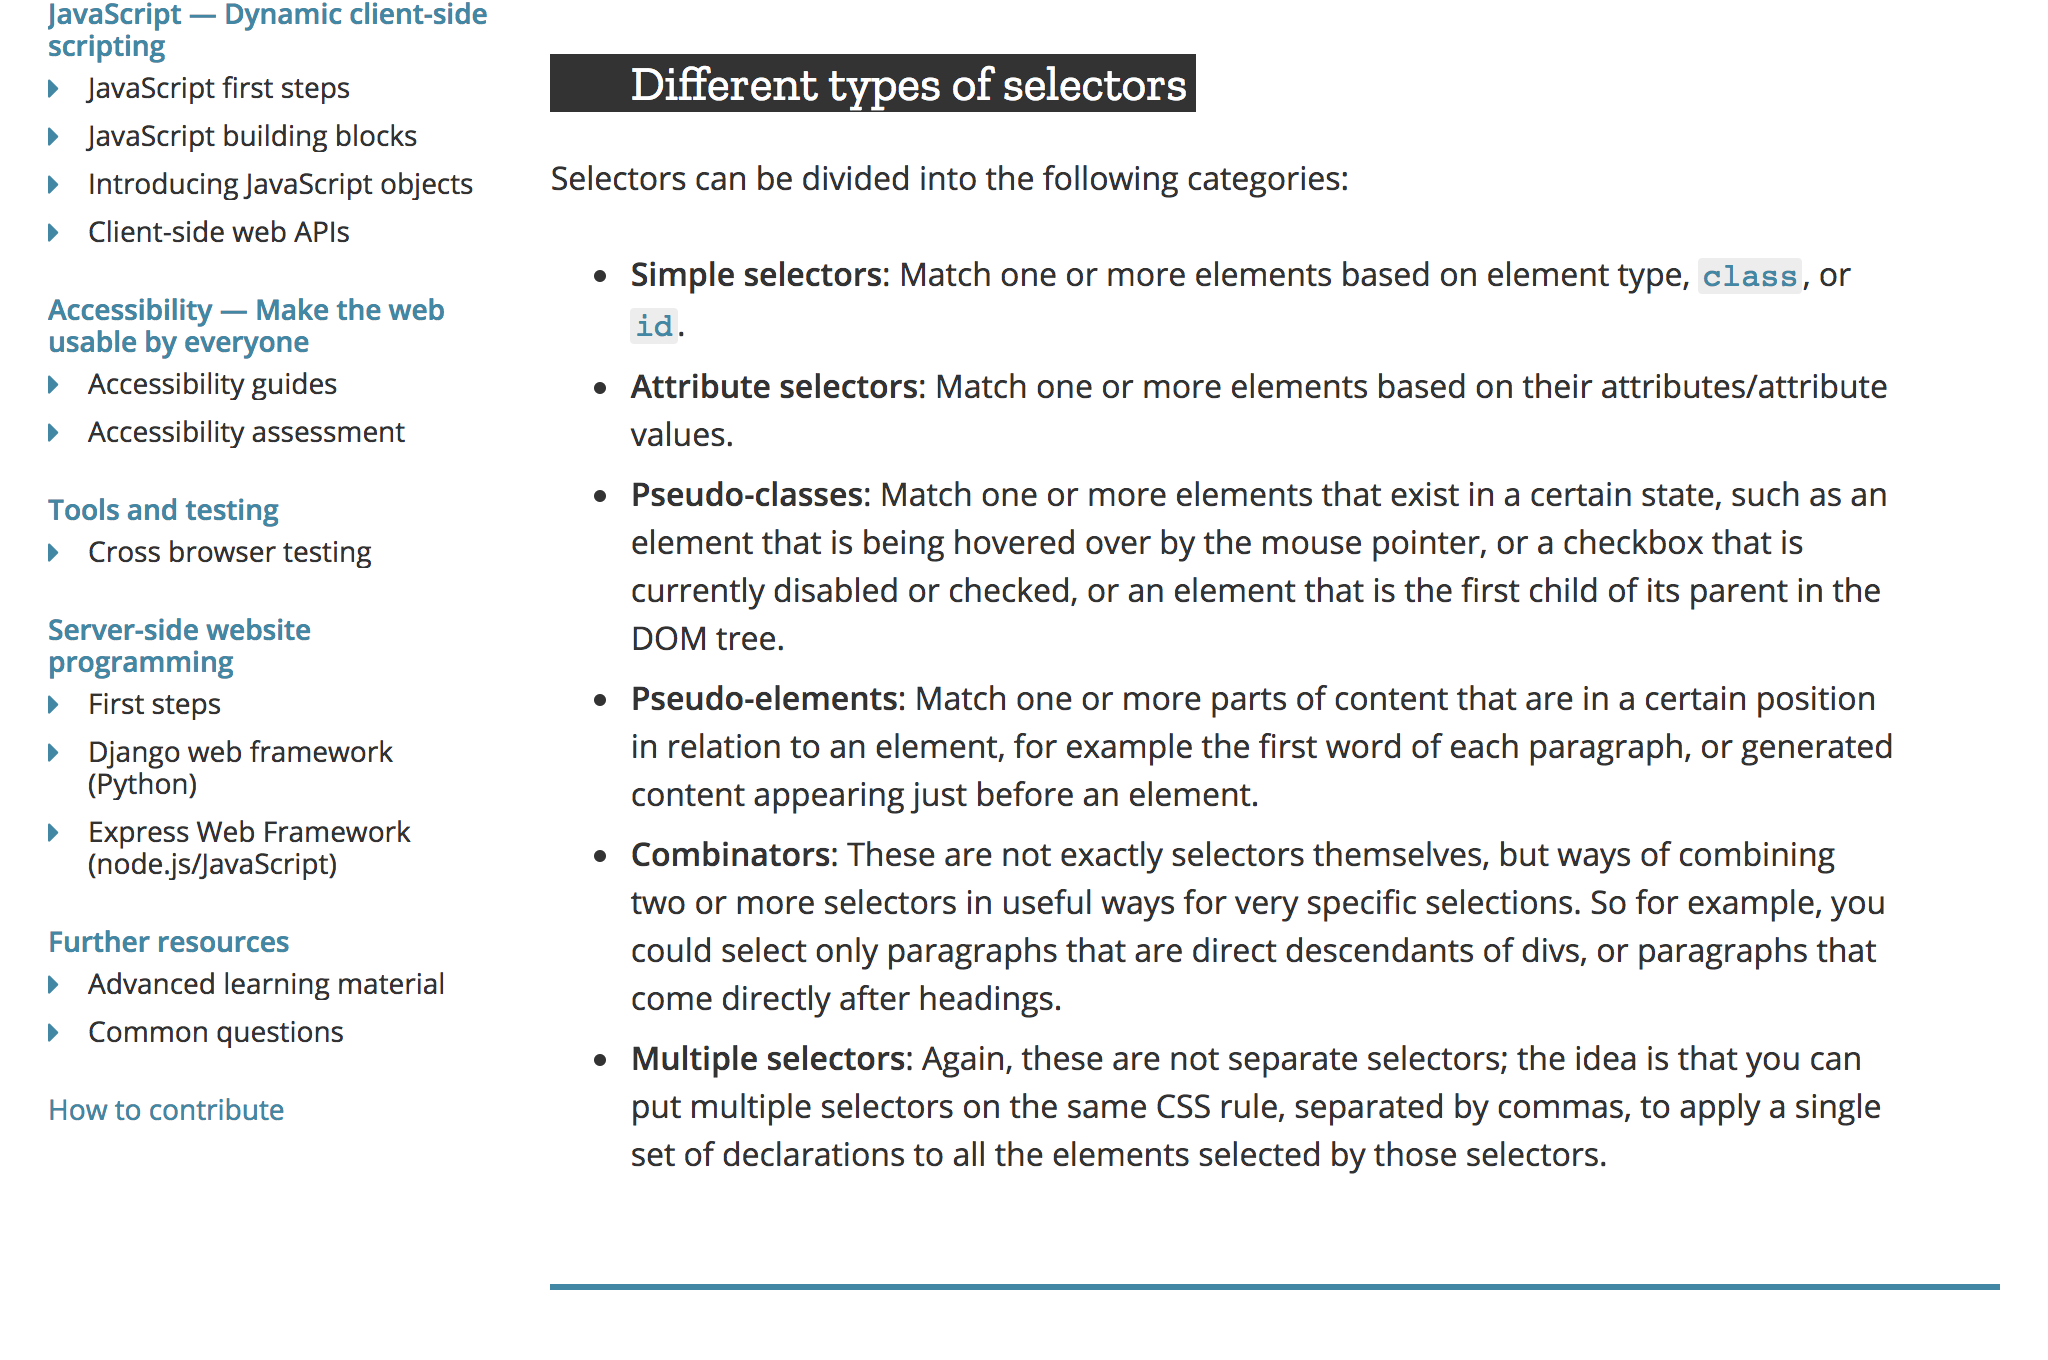 JavaScript — Dynamic client-side
scripting
JavaScript first steps
JavaScript building blocks
Introducing JavaScript objects
Client-side web APIs
Accessibility — Make the web
usable by everyone
Accessibility guides
Accessibility assessment
Tools and testing
Cross browser testing
Server-side website
programming
First steps
Django web framework
(Python)
Express Web Framework
(node.js/JavaScript)
Further resources
Advanced learning material
Common questions
How to contribute
Different types of selectors
Selectors can be divided into the following categories:
Simple selectors: Match one or more elements based on element type, class, or
id.
Attribute selectors: Match one or more elements based on their attributes/attribute
values.
Pseudo-classes: Match one or more elements that exist in a certain state, such as an
element that is being hovered over by the mouse pointer, or a checkbox that is
currently disabled or checked, or an element that is the first child of its parent in the
DOM tree.
Pseudo-elements: Match one or more parts of content that are in a certain position
in relation to an element, for example the first word of each paragraph, or generated
content appearing just before an element.
Combinators: These are not exactly selectors themselves, but ways of combining
two or more selectors in useful ways for very specific selections. So for example, you
could select only paragraphs that are direct descendants of divs, or paragraphs that
come directly after headings.
Multiple selectors: Again, these are not separate selectors; the idea is that you can
put multiple selectors on the same CSS rule, separated by commas, to apply a single
set of declarations to all the elements selected by those selectors.